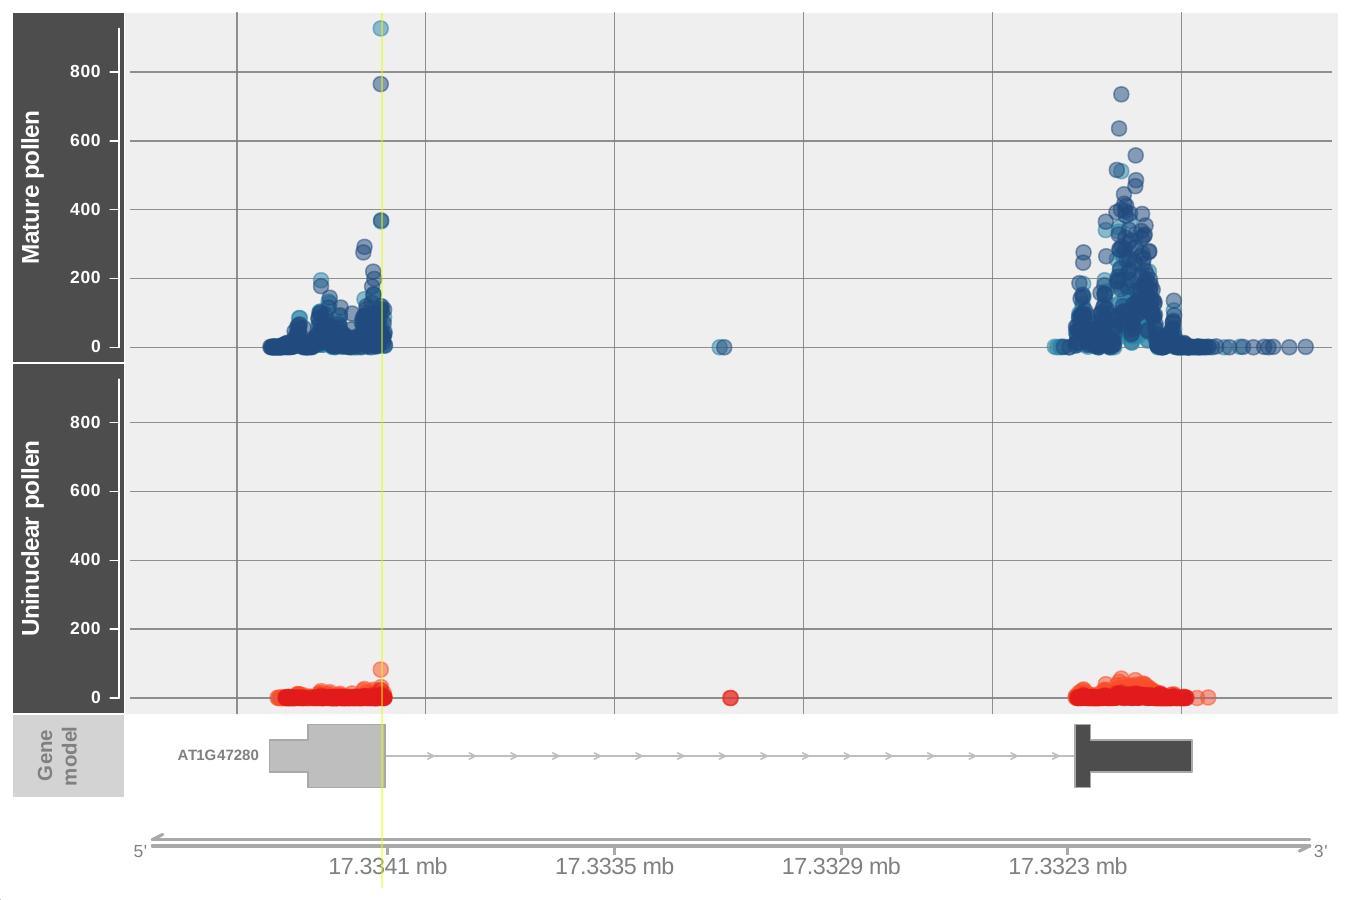 Mature pollen
800
600
400
200
0
Uninuclear pollen
800
600
400
200
0
Gene
model
AT1G47280
5'
3'
17.3341 mb
17.3335 mb
17.3329 mb
17.3323 mb